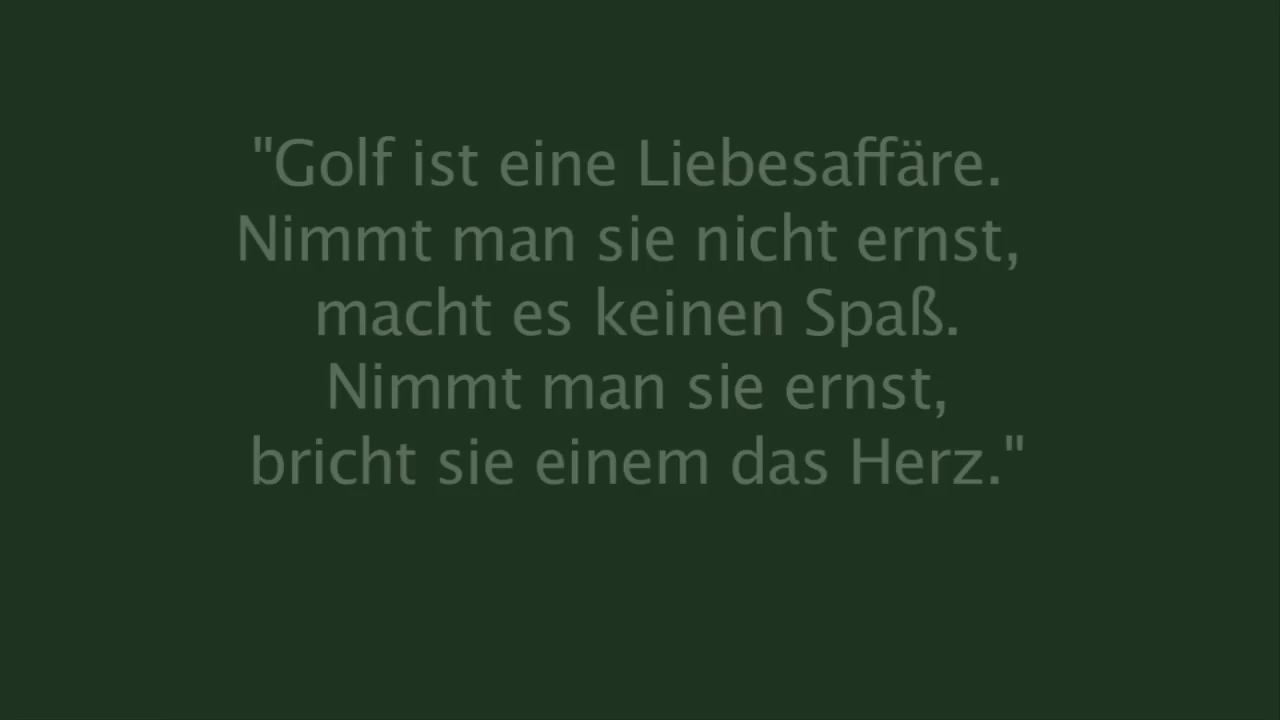 "Golf ist eine Liebesaffäre.
Nimmt man sie nicht ernst,
macht es keinen Spaß.
Nimmt man sie ernst,
bricht sie einem das Herz."